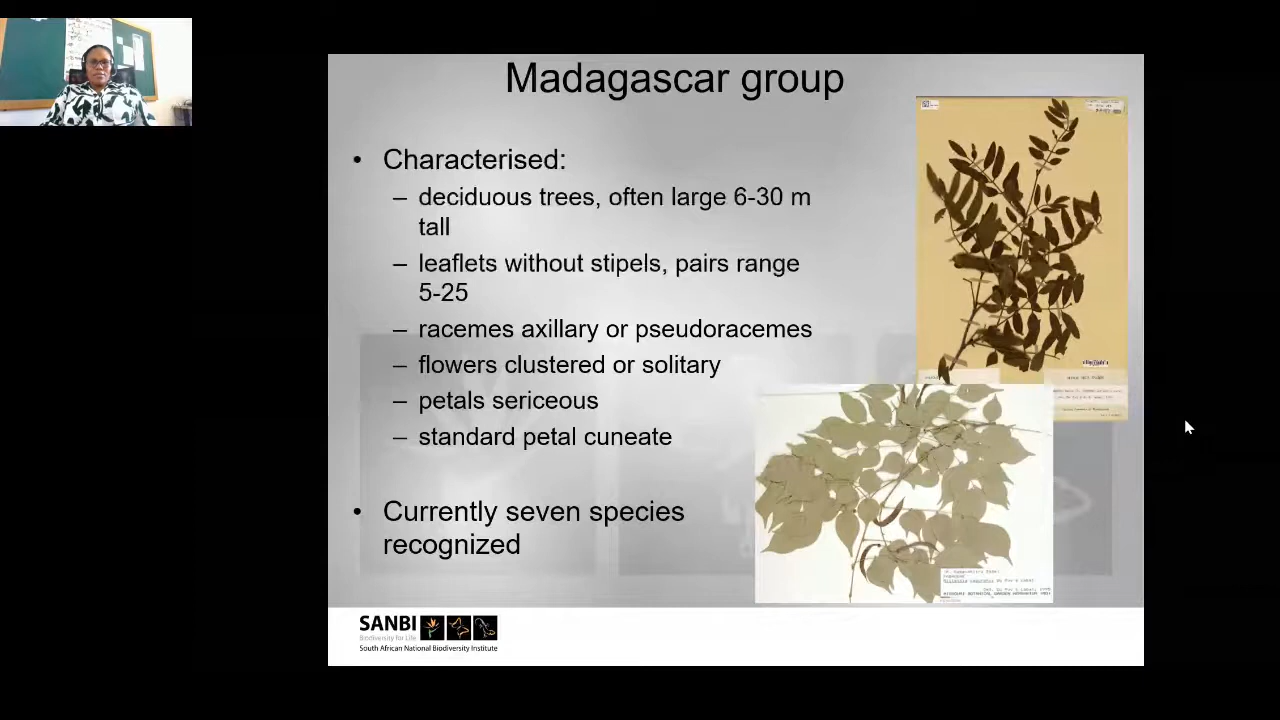 Madagascar group
• Characterised:
– deciduous trees, often large 6-30 m
tall
– leaflets without stipels, pairs range
5-25
– racemes axillary or pseudoracemes
– flowers clustered or solitary
– petals sericeous
– standard petal cuneate
• Currently seven species
recognized
SANBI
Biodiversity for Life
South African National Biodiversity Institute